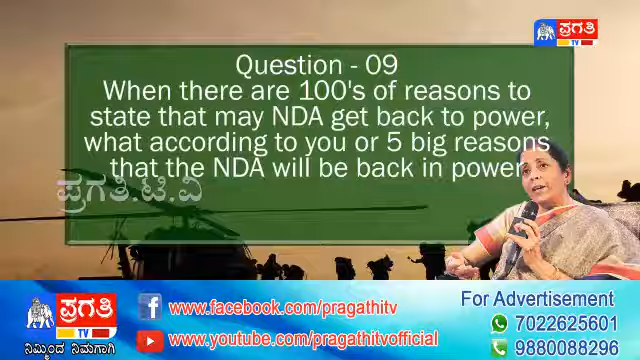 ಪ್ರಗತಿ
TV
Question - 09
When there are 100's of reasons to
state that may NDA get back to power,
what according to you or 5 big reasons
that the NDA will be back in power
ಪ್ರಗತಿ.ಟಿ.ವಿ
ಪ್ರಗತಿ
TV
ನಿಮ್ಮಿಂದ ನಿಮಗಾಗಿ
www.facebook.com/pragathitv
www.youtube.com/pragathitvofficial
For Advertisement
7022625601
9880088296